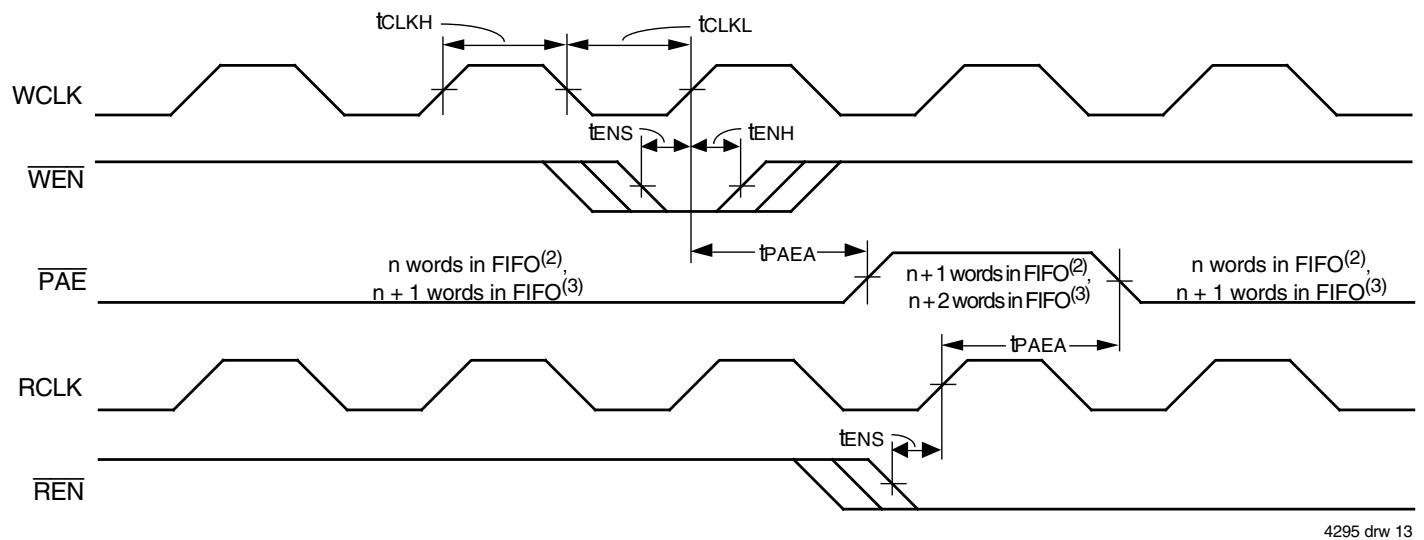 tCLKH
tCLKL
WCLK
tENS
tENH
WEN
tPAEA
n words in FIFO(2),
n + 1 words in FIFO(3)
PAE
n + 1 words in FIFO(2),
n + 2 words in FIFO(3)
n words in FIFO(2),
n + 1 words in FIFO(3)
tPAEA
RCLK
tENS
REN
4295 drw 13